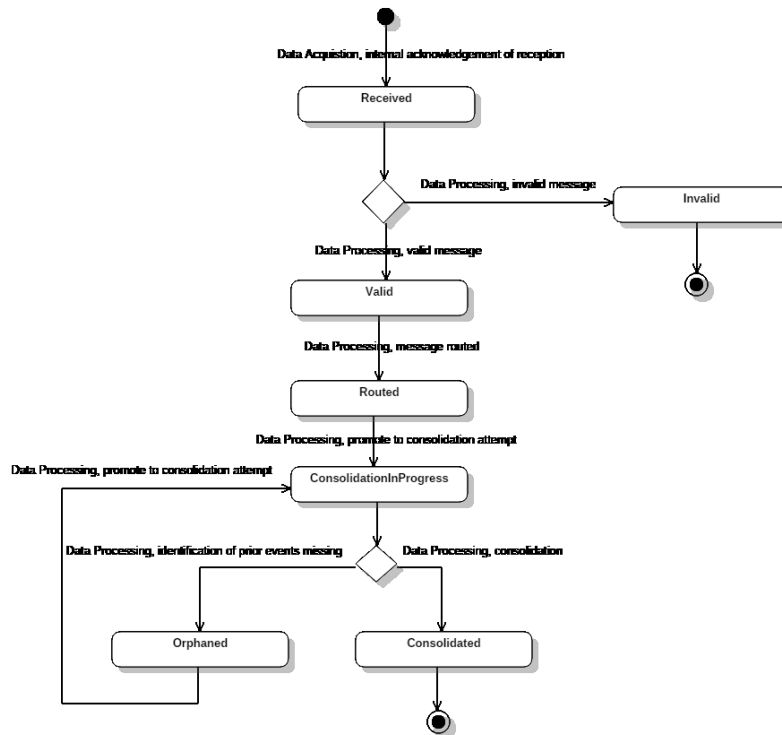 Data Acquistion, internal acknowledgement of reception
Received
Data Processing, invalid message
Invalid
Data Processing, valid message
Valid
Data Processing, message routed
Routed
Data Processing, promote to consolidation attempt
Data Processing, promote to consolidation attempt
ConsolidationInProgress
Data Processing, identification of prior events missing
Data Processing, consolidation
Orphaned
Consolidated